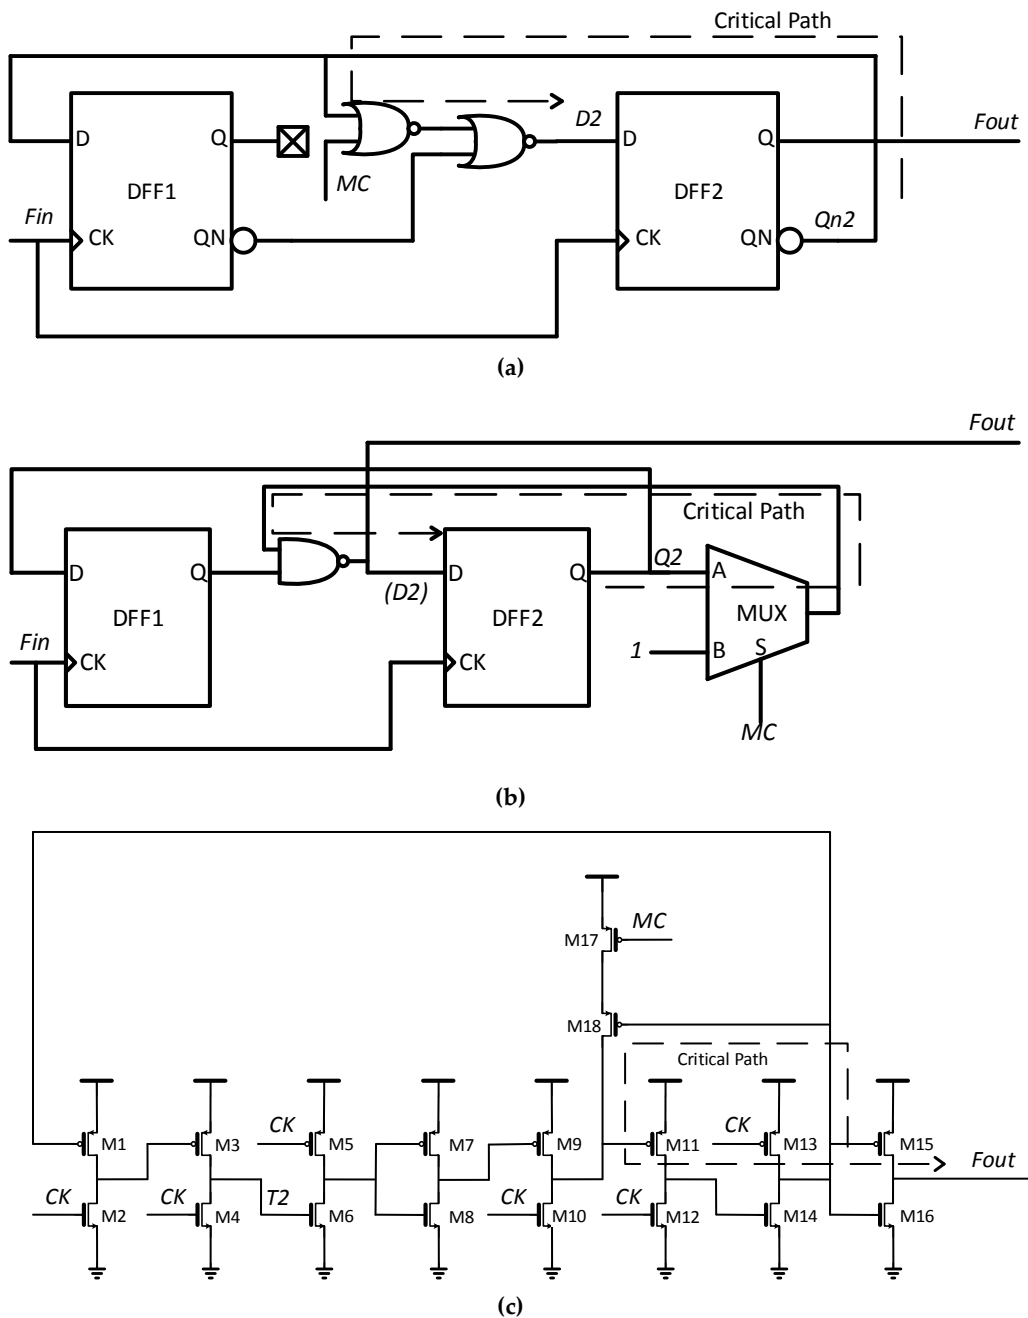 Critical Path
D Q D2 D Q Fout
MC
DFF1 DFF2
Fin Qn2
CK QN CK QN
(a)
Fout
Critical Path
D Q (D2) D Q Q2 A
DFF1 DFF2 MUX
Fin 1 B S
CK CK
MC
(b)
MC
M17
M18
Critical Path
M1 M3 CK M5 M7 M9 M11 CK M13 M15
Fout
CK M2 CK M4 T2 M6 M8 CK M10 CK M12 M14 M16
(c)